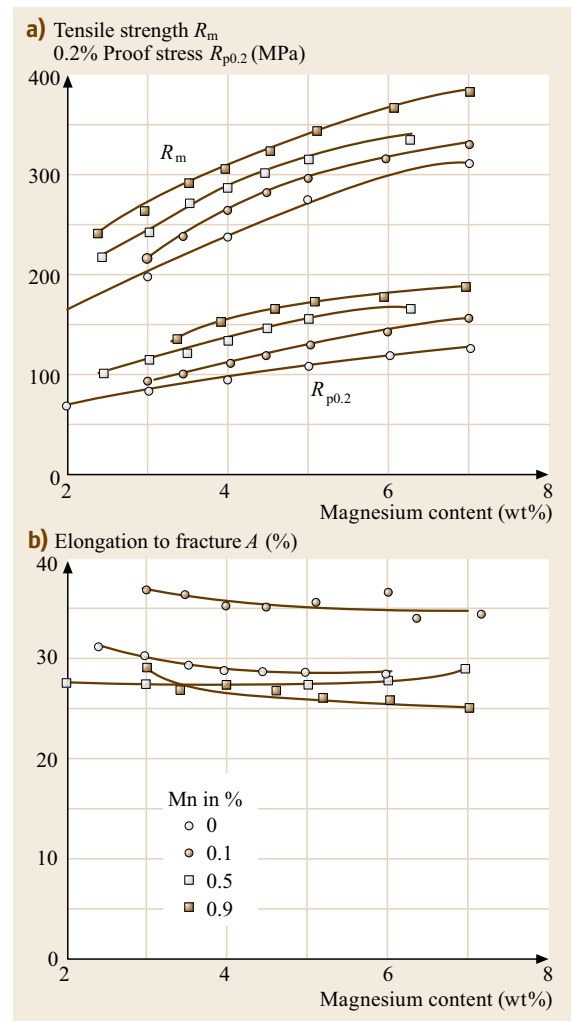 a) Tensile strength Rm
0.2% Proof stress Rp0.2 (MPa)
400
300
200
100
0
Rm
Rp0.2
2
4
6
8
Magnesium content (wt%)
b) Elongation to fracture A (%)
40
30
20
10
0
Mn in %
0
0.1
0.5
0.9
2
4
6
8
Magnesium content (wt%)